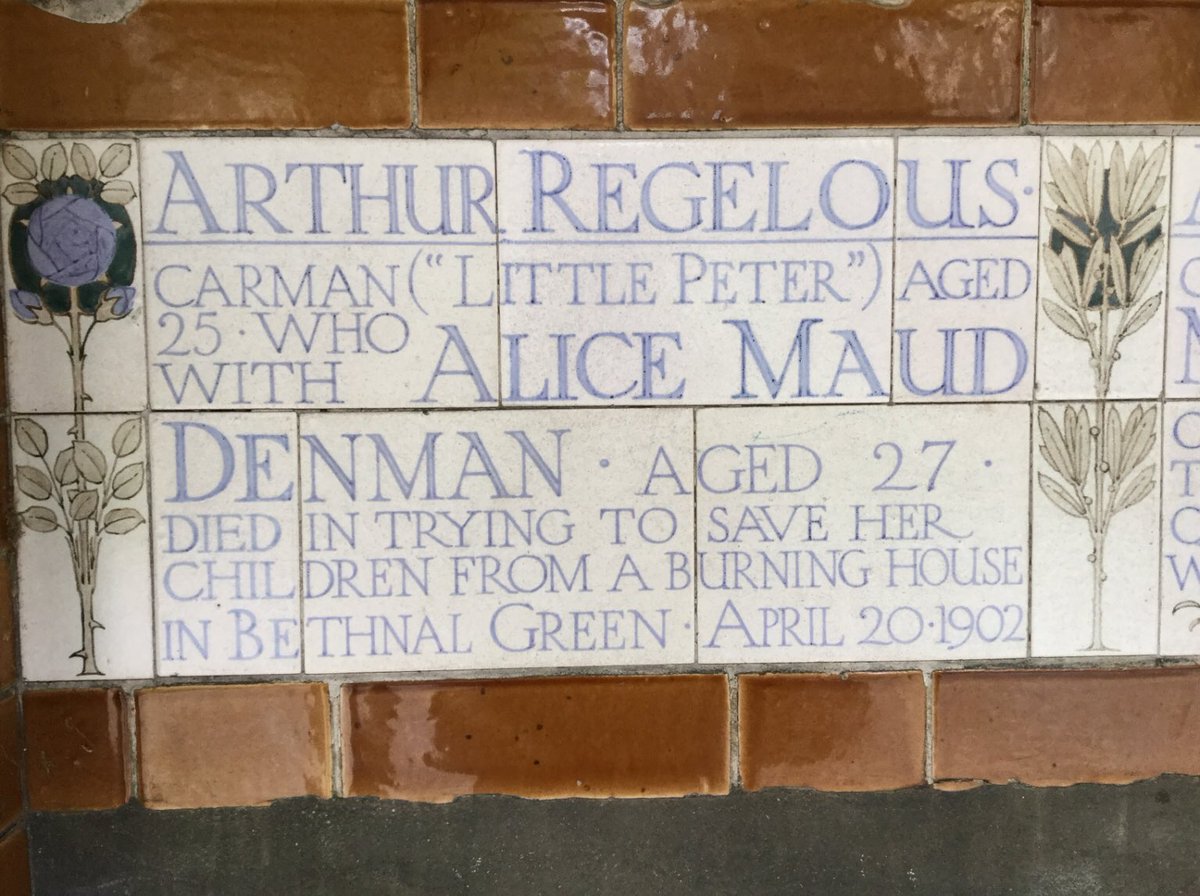 ARTHUR REGELOUS·
CARMAN ("LITTLE PETER") AGED
25 · WHO
WITH ALICE MAUD
DENMAN · AGED 27 ·
DIED IN TRYING TO SAVE HER
CHILDREN FROM A BURNING HOUSE
IN BETHNAL GREEN · APRIL 20·1902